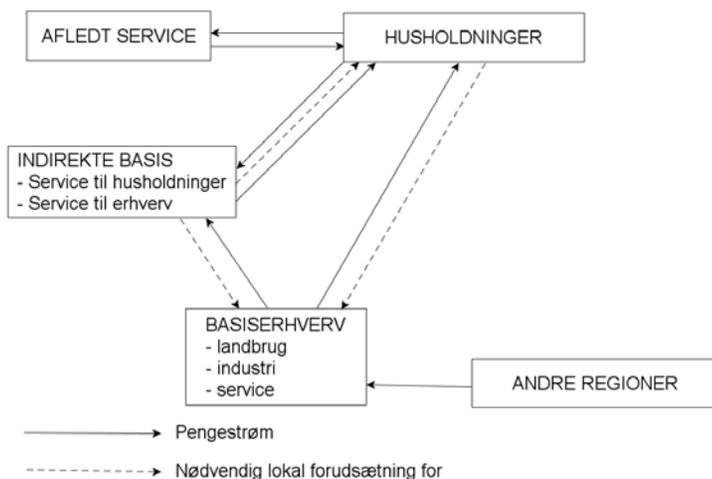 AFLEDT SERVICE
HUSHOLDNINGER
INDIREKTE BASIS
- Service til husholdninger
- Service til erhverv
BASISERHVERV
- landbrug
- industri
- service
ANDRE REGIONER
Pengestrøm
Nødvendig lokal forudsætning for